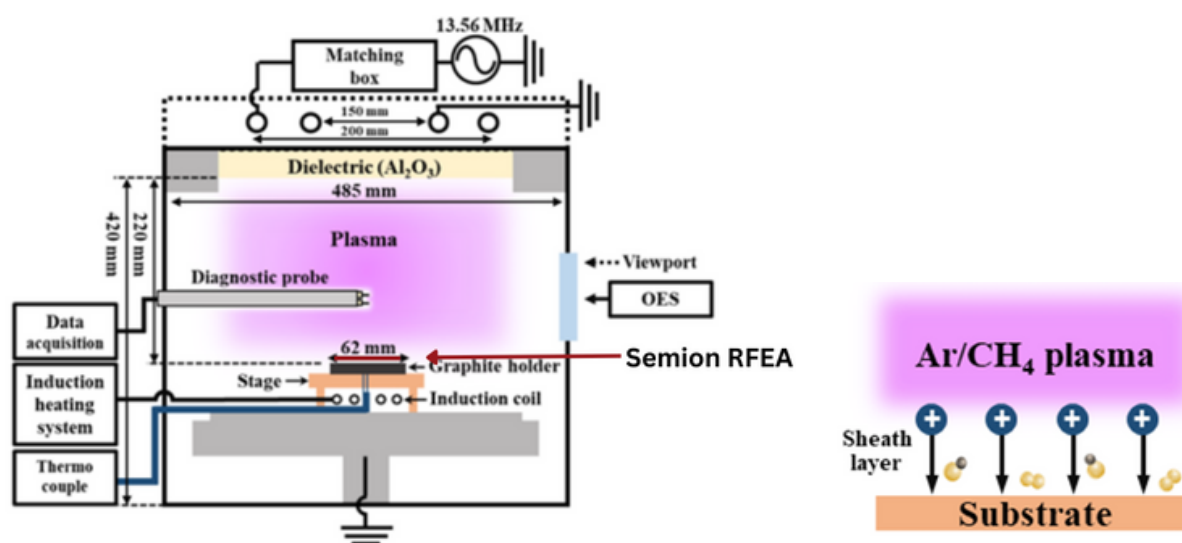 13.56 MHz
Matching
box
150 mm
200 mm
Dielectric (Al₂O₃)
485 mm
220 mm
420 mm
Plasma
Diagnostic probe
Viewport
OES
Data
acquisition
62 mm
Semion RFEA
Graphite holder
Stage
Induction
heating
system
Induction coil
Thermo
couple
Ar/CH₄ plasma
+ + + +
Sheath
layer
Substrate